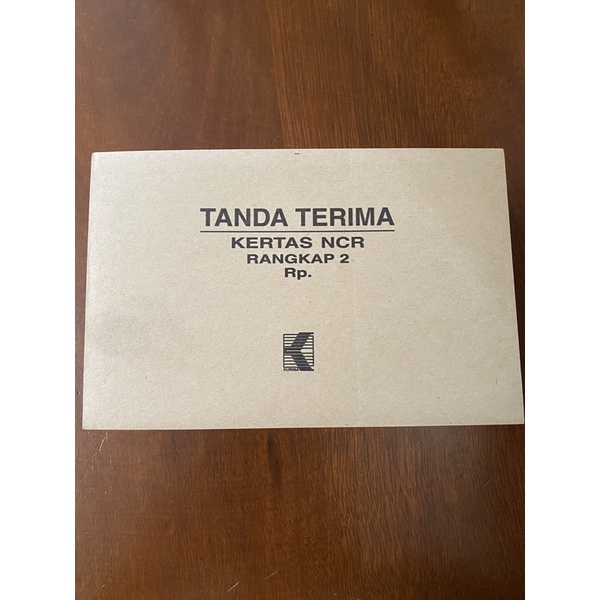 TANDA TERIMA
KERTAS NCR
RANGKAP 2
Rp.